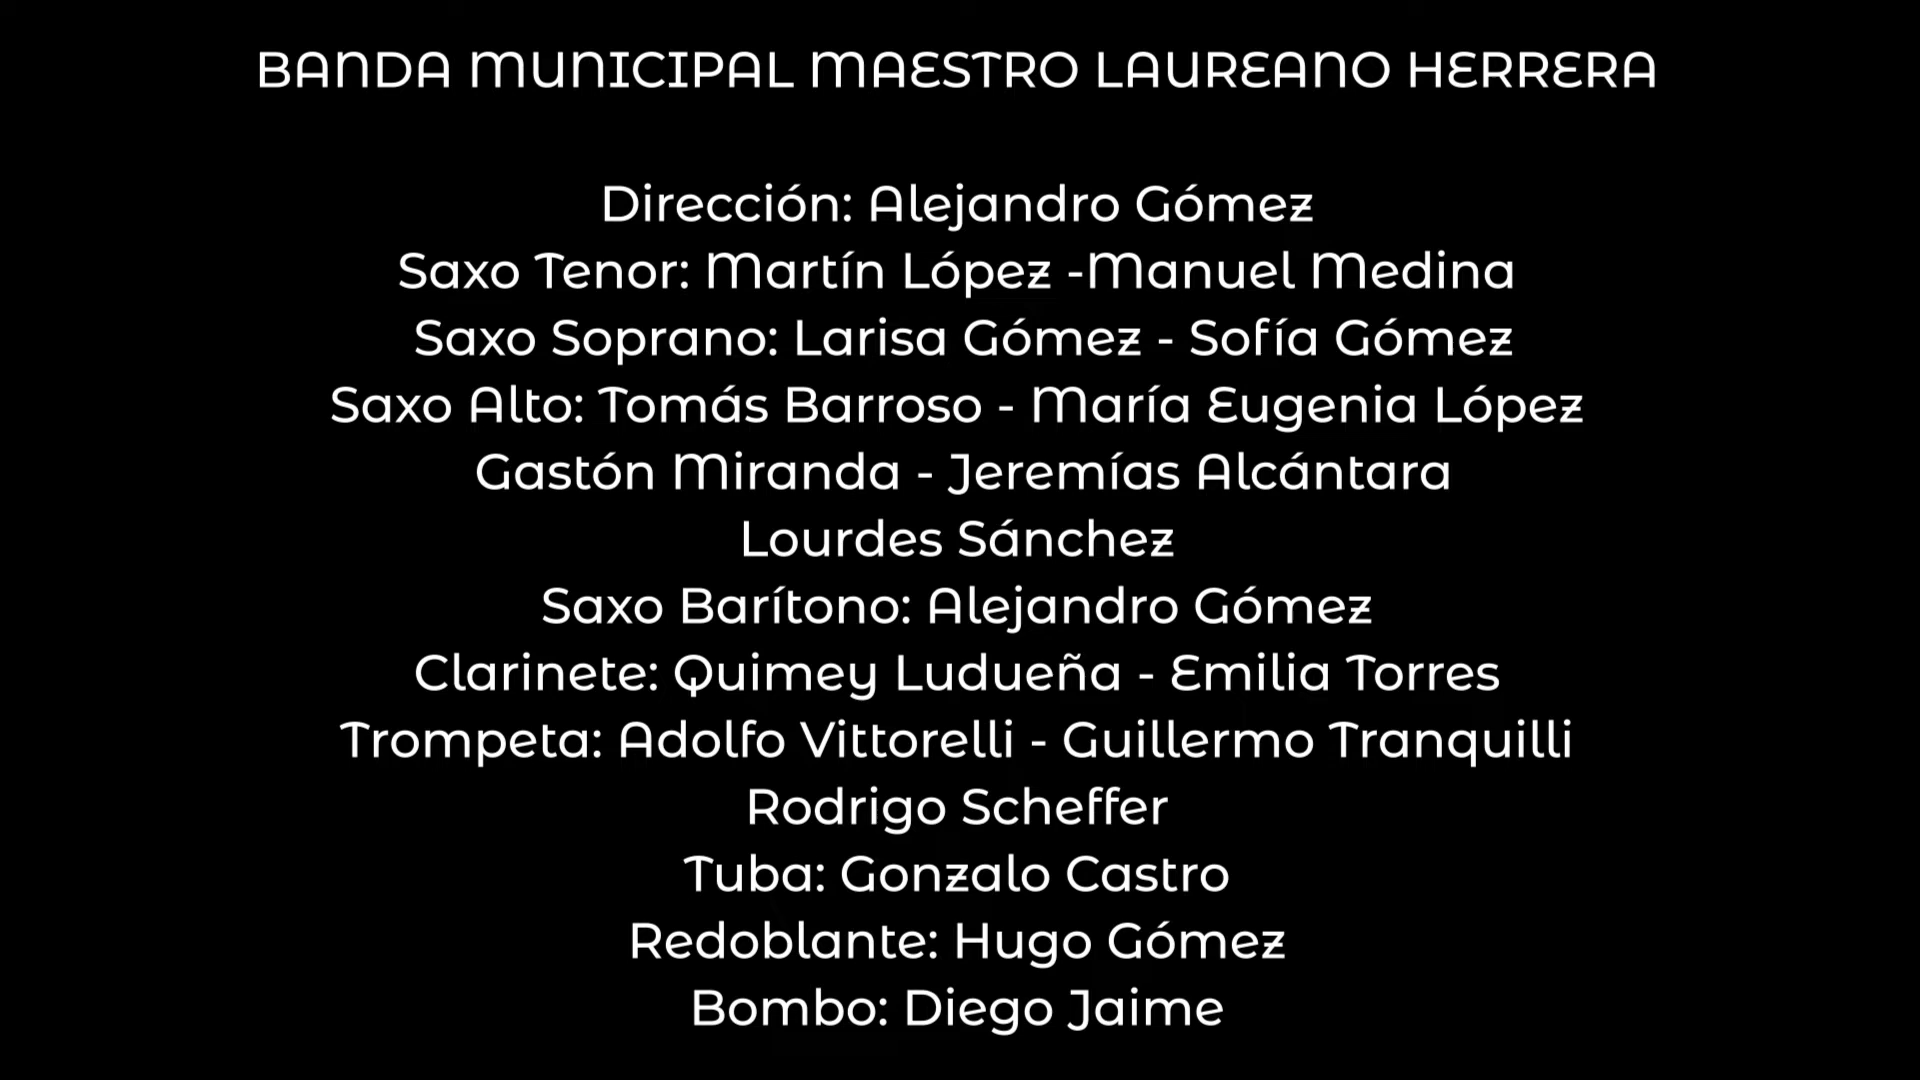 BANDA MUNICIPAL MAESTRO LAUREANO HERRERA
Dirección: Alejandro Gómez
Saxo Tenor: Martín López -Manuel Medina
Saxo Soprano: Larisa Gómez - Sofía Gómez
Saxo Alto: Tomás Barroso - María Eugenia López
Gastón Miranda - Jeremías Alcántara
Lourdes Sánchez
Saxo Barítono: Alejandro Gómez
Clarinete: Quimey Ludueña - Emilia Torres
Trompeta: Adolfo Vittorelli - Guillermo Tranquilli
Rodrigo Scheffer
Tuba: Gonzalo Castro
Redoblante: Hugo Gómez
Bombo: Diego Jaime